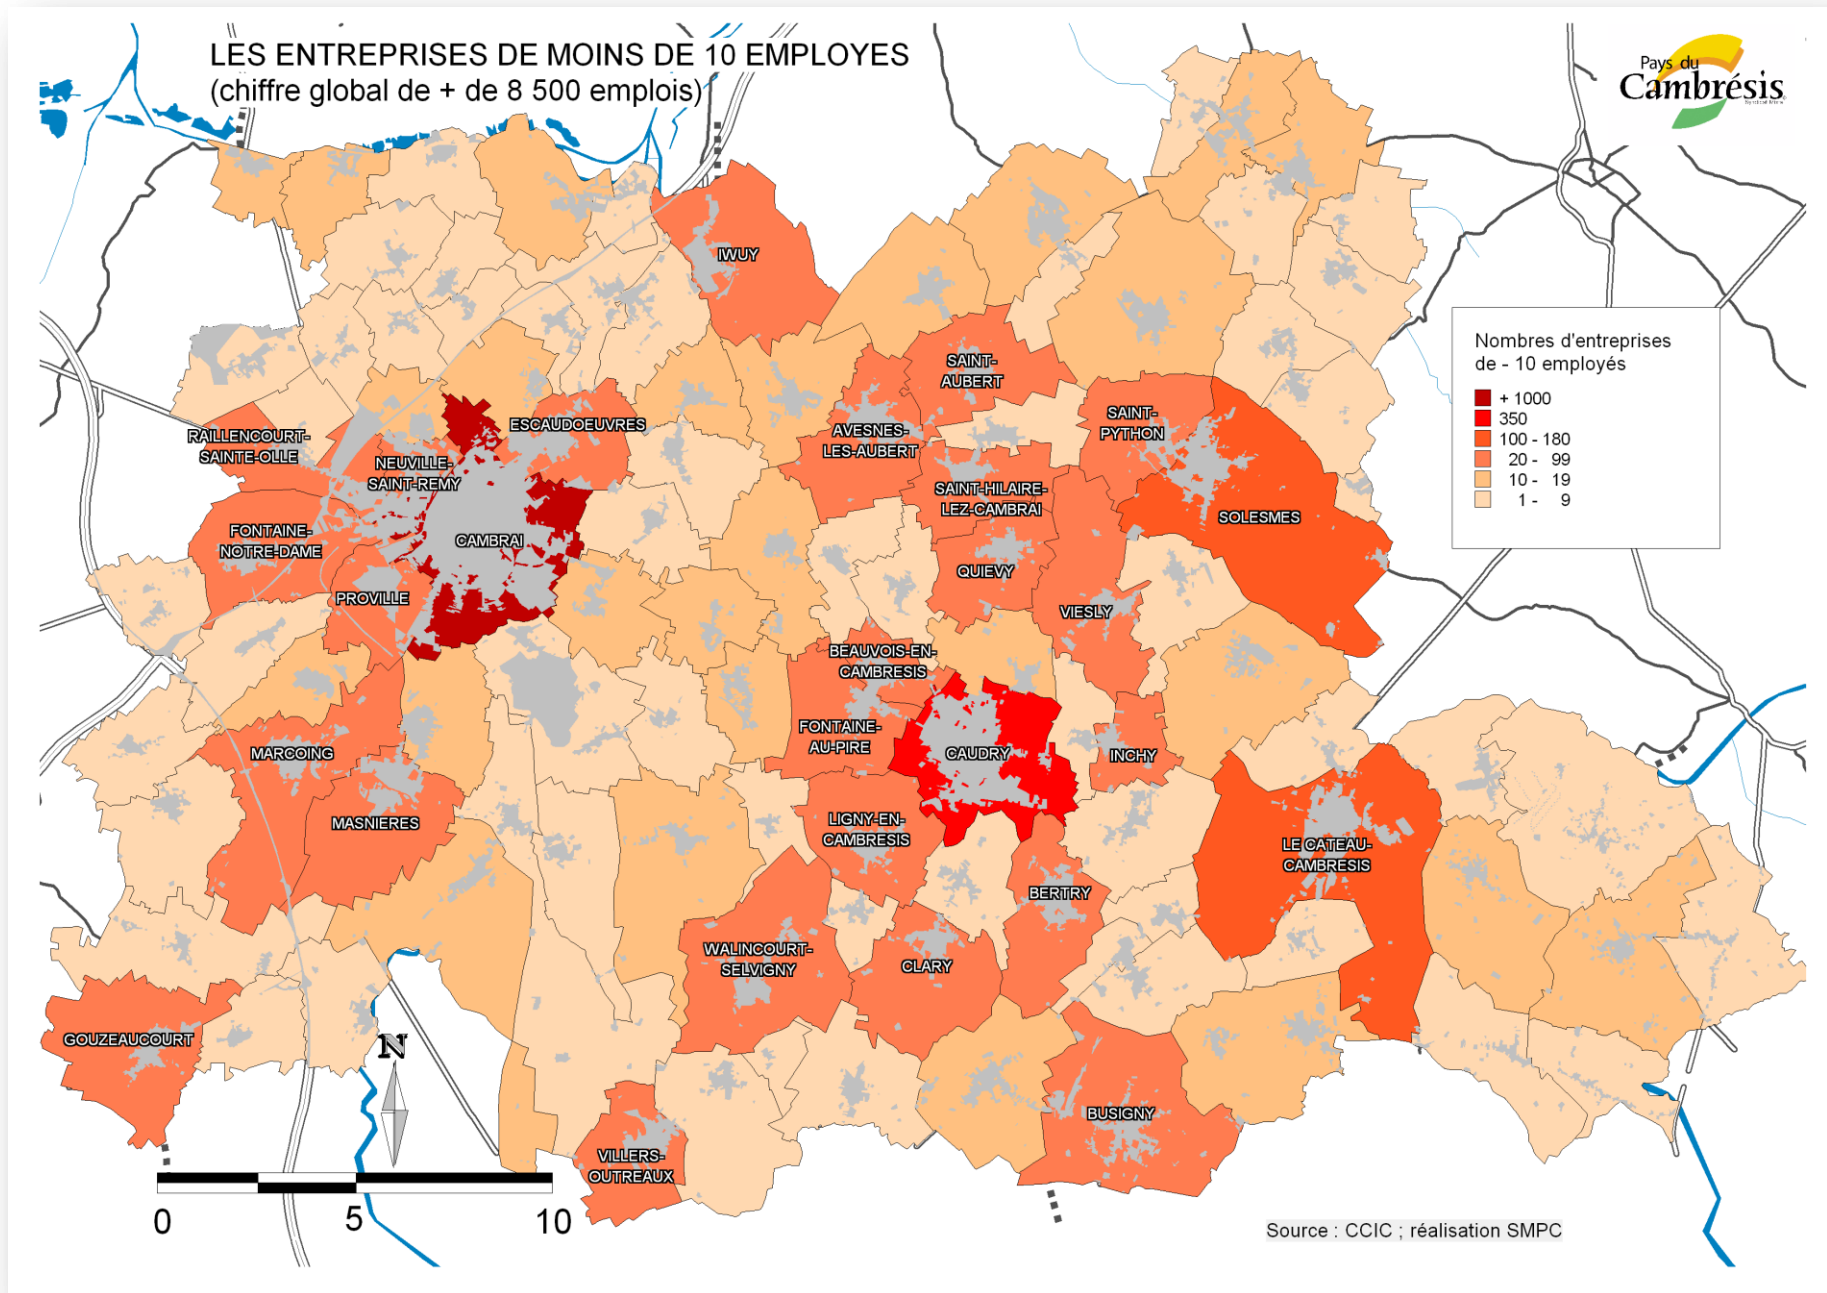 LES ENTREPRISES DE MOINS DE 10 EMPLOYES
(chiffre global de + de 8 500 emplois)
Pays du
Cambrésis
IWUY
SAINT-
AUBERT
Nombres d'entreprises
de - 10 employés
+ 1000
350
100 - 180
20 - 99
10 - 19
1 - 9
RAILLENCOURT-
SAINTE-OLLE
ESCAUDOEUVRES
NEUVILLE-
SAINT-REMY
AVESNES-
LES-AUBERT
SAINT-
PYTHON
SAINT-HILAIRE-
LEZ-CAMBRAI
SOLESMES
FONTAINE-
NOTRE-DAME
CAMBRAI
QUIEVY
PROVILLE
VIESLY
BEAUVOIS-EN-
CAMBRESIS
FONTAINE-
AU-PIRE
MARCOING
CAUDRY
INCHY
MASNIERES
LIGNY-EN-
CAMBRESIS
LE CATEAU-
CAMBRESIS
BERTRY
WALINCOURT-
SELVIGNY
CLARY
GOUZEAUCOURT
N
BUSIGNY
VILLERS-
OUTREAUX
0 5 10
Source : CCIC ; réalisation SMPC